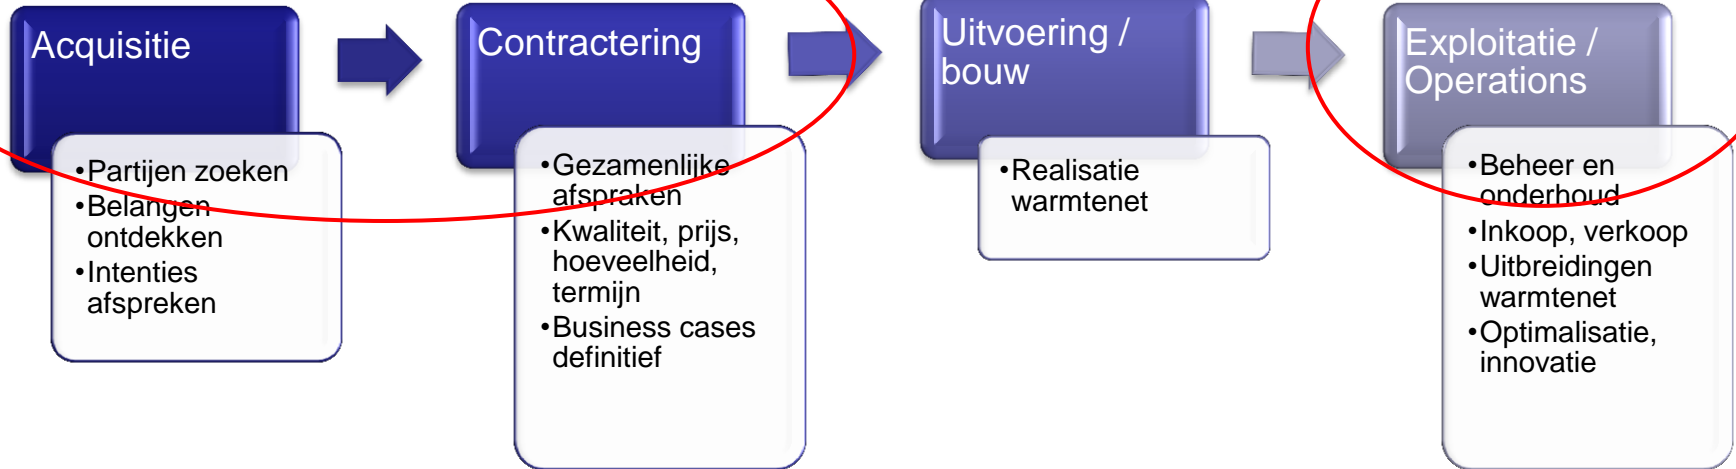 Acquisitie
•Partijen zoeken
•Belangen
ontdekken
•Intenties
afspreken
Contractering
•Gezamenlijke
afspraken
•Kwaliteit, prijs,
hoeveelheid,
termijn
•Business cases
definitief
Uitvoering /
bouw
•Realisatie
warmtenet
Exploitatie /
Operations
•Beheer en
onderhoud
•Inkoop, verkoop
•Uitbreidingen
warmtenet
•Optimalisatie,
innovatie